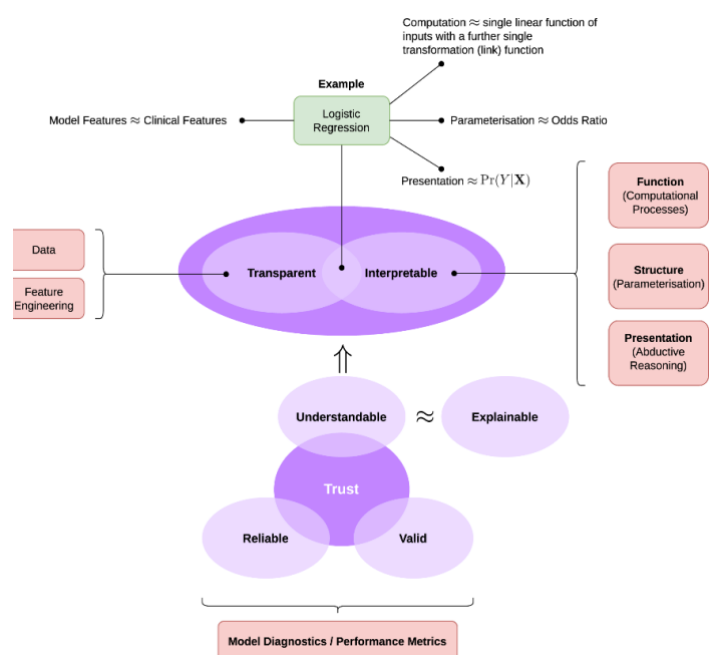 Computation ≈ single linear function of
inputs with a further single
transformation (link) function
Example
Logistic
Regression
Model Features ≈ Clinical Features
Parameterisation ≈ Odds Ratio
Presentation ≈ Pr(Y|X)
Function
(Computational
Processes)
Data
Feature
Engineering
Transparent
Interpretable
Structure
(Parameterisation)
Presentation
(Abductive
Reasoning)
⇑
Understandable
≈
Explainable
Trust
Reliable
Valid
Model Diagnostics / Performance Metrics